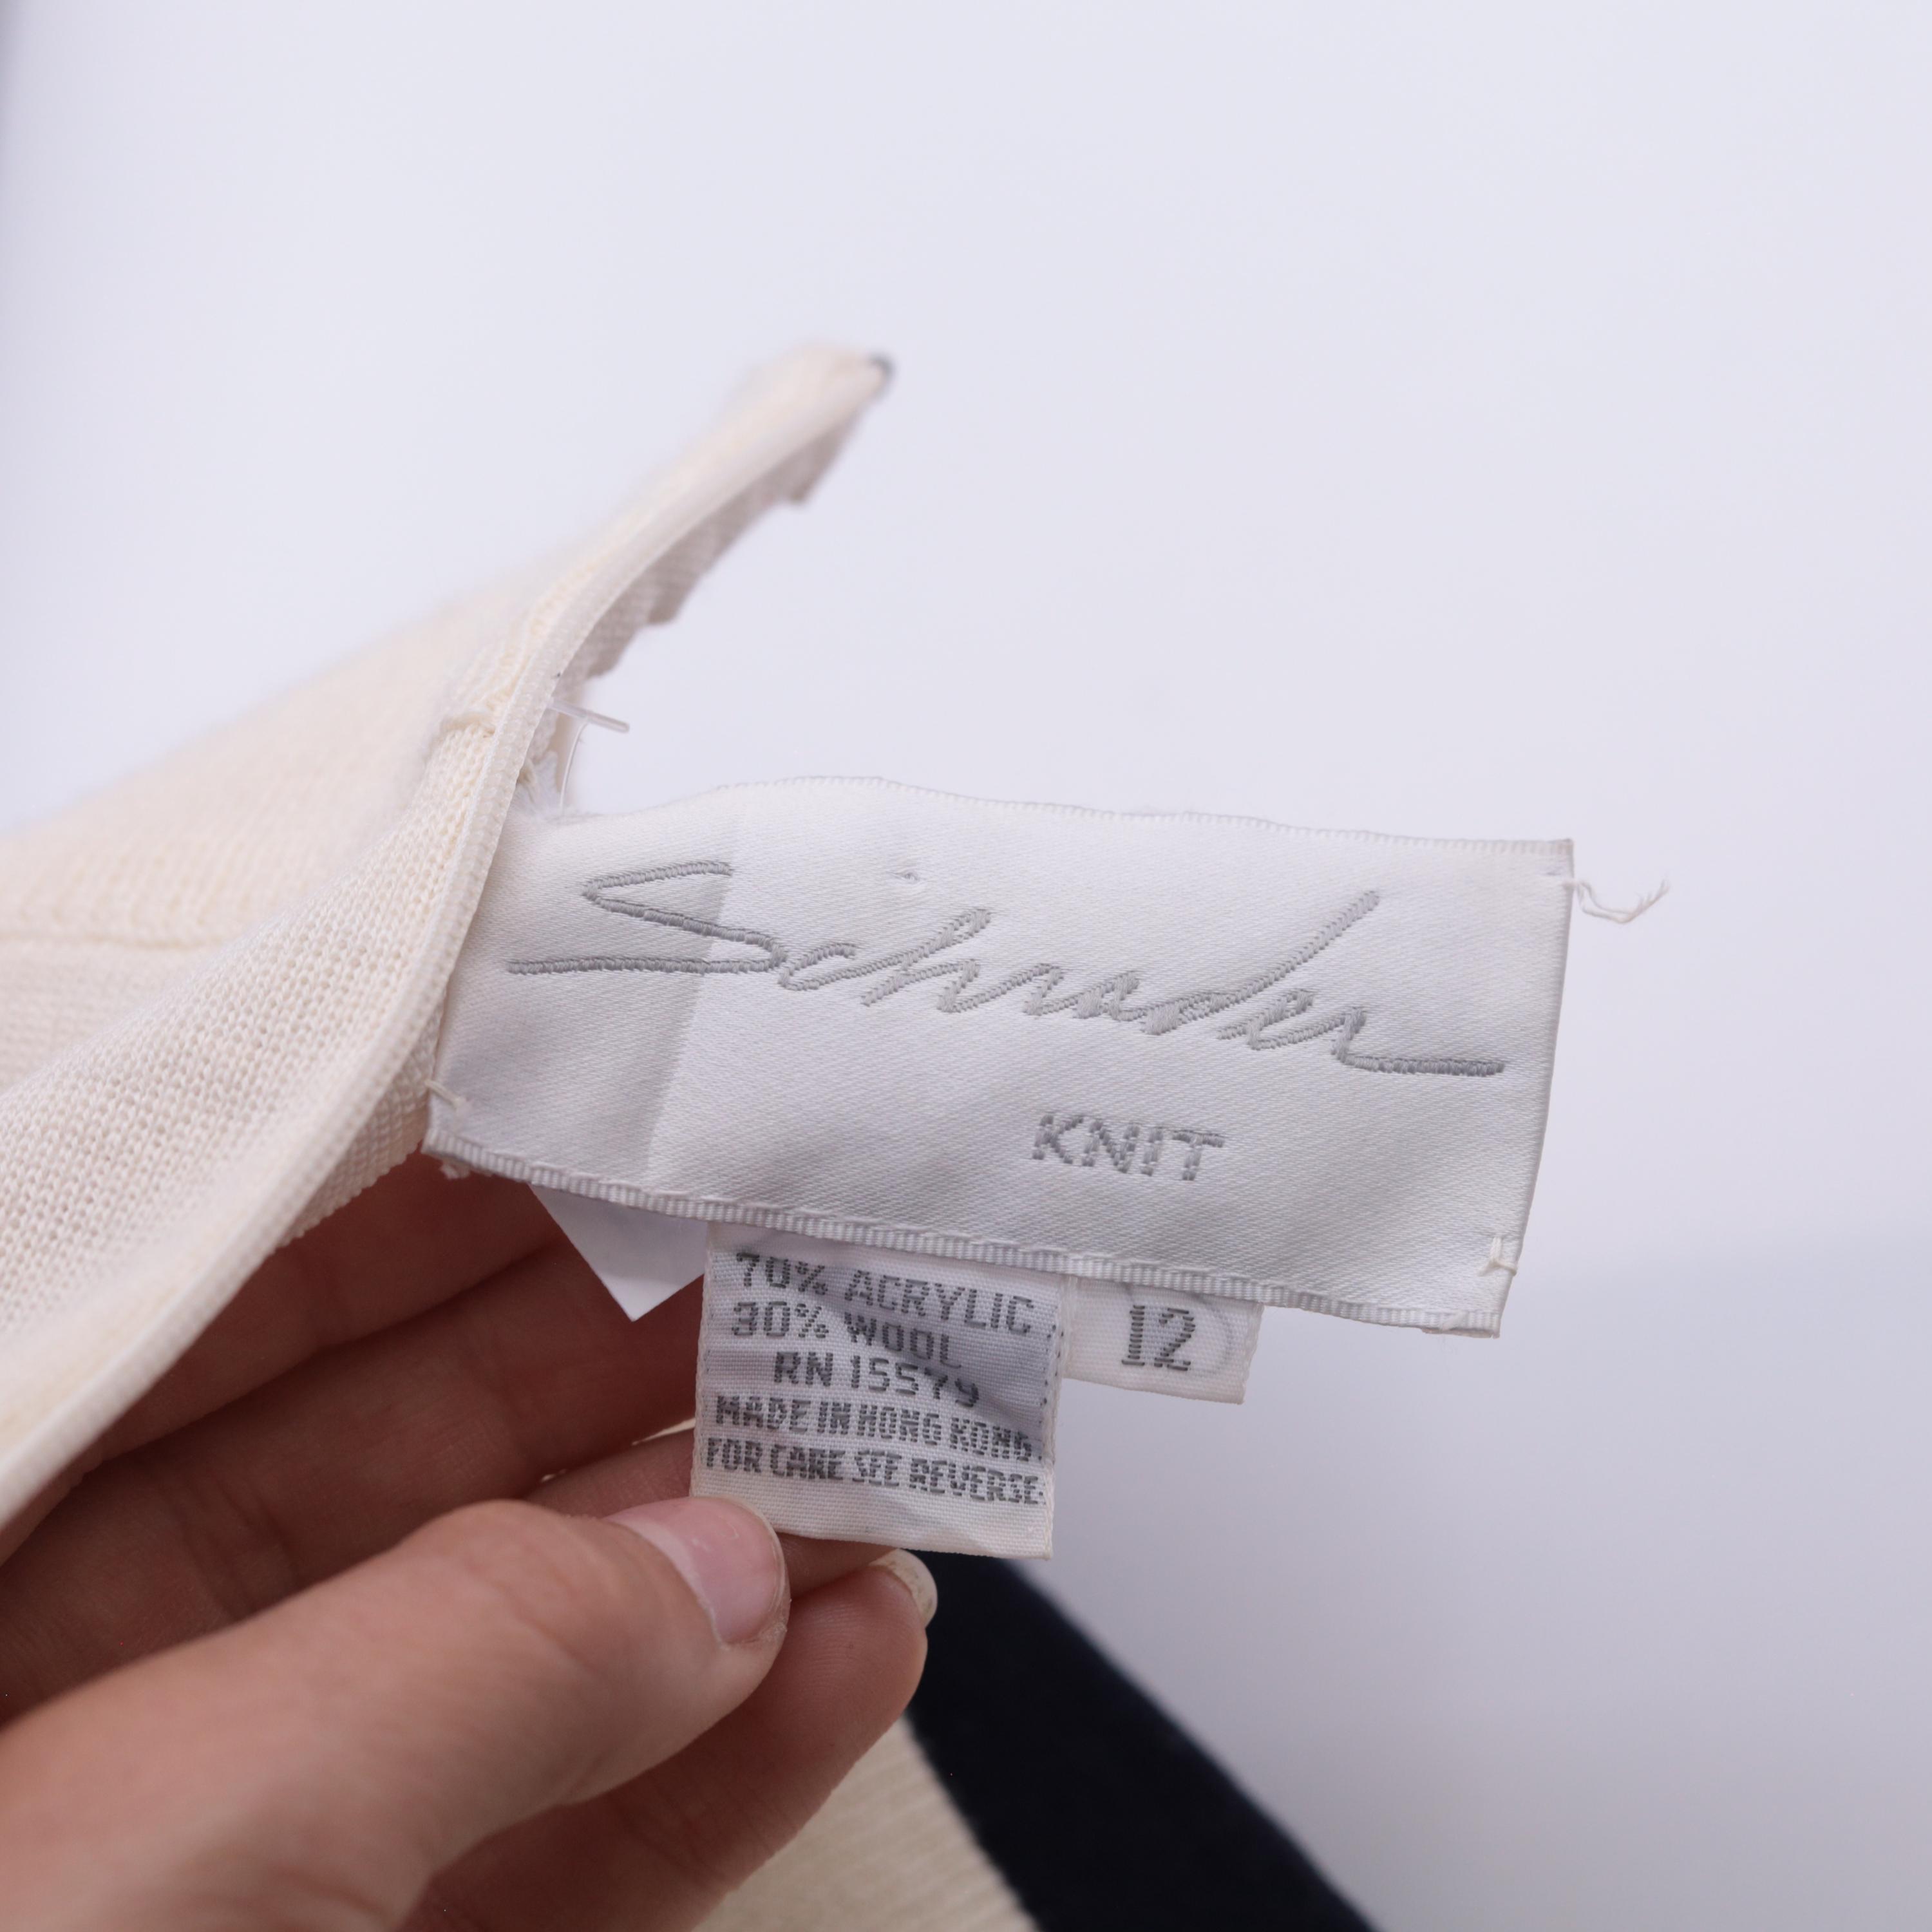 Schrader
KNIT
70% ACRYLIC
30% WOOL
RN 15579
MADE IN HONG KONG
FOR CARE SEE REVERSE
12